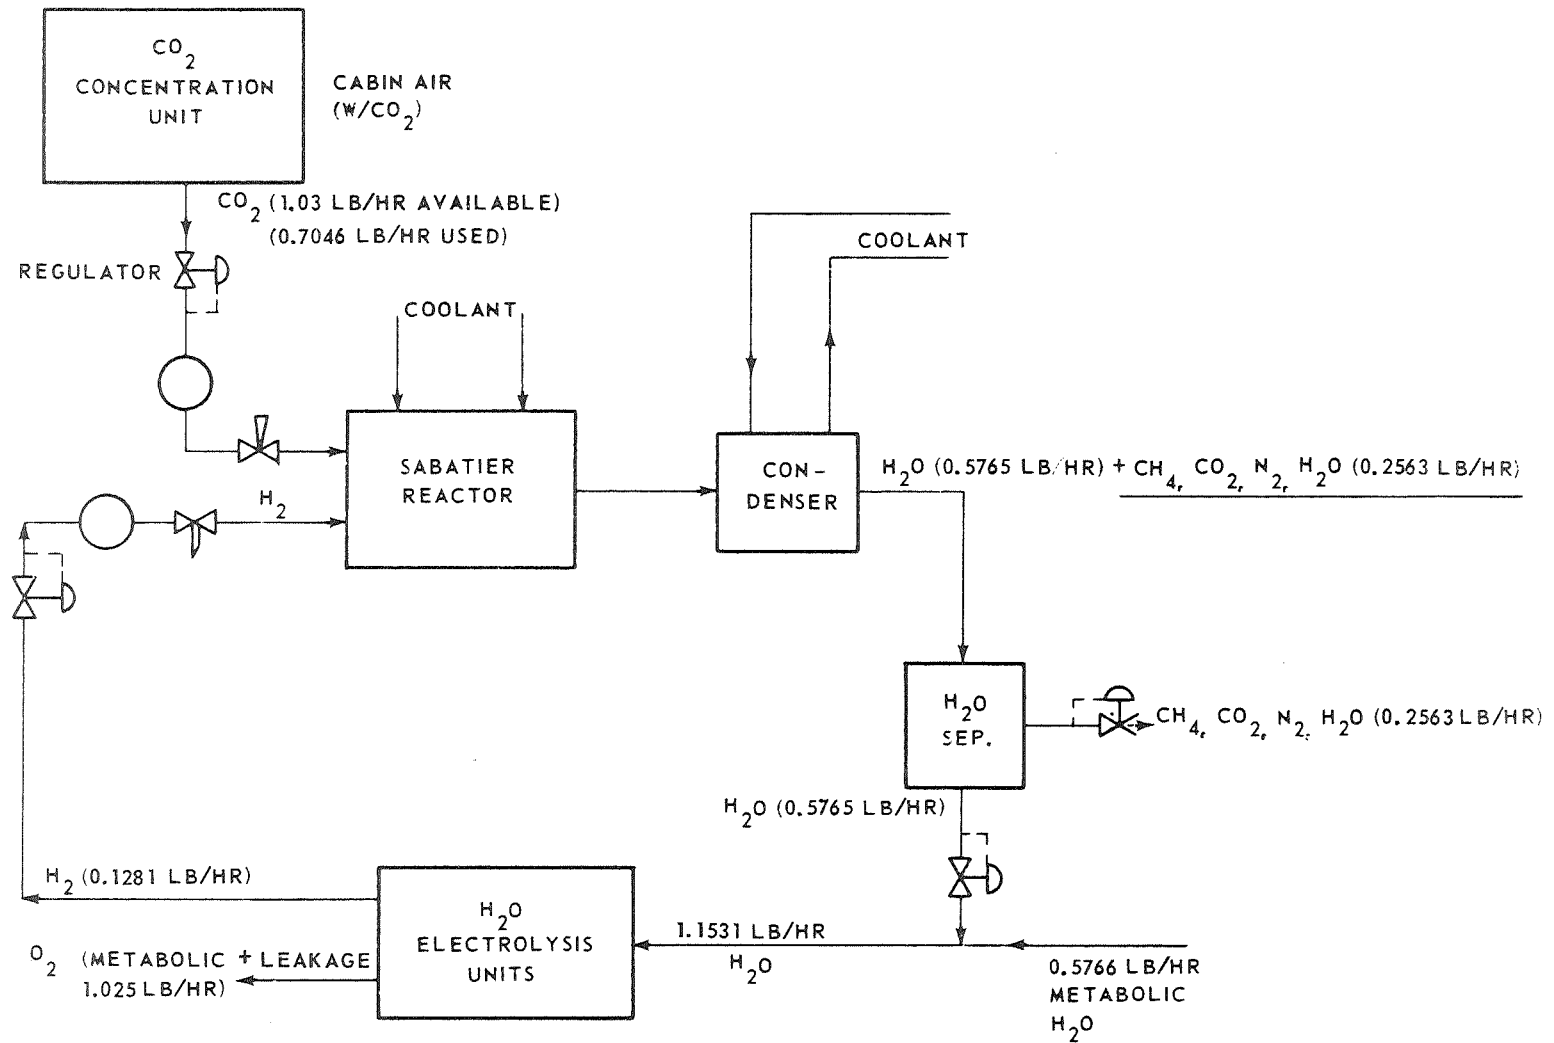 CO2
CONCENTRATION
UNIT
CABIN AIR
(W/CO2)
CO2 (1.03 LB/HR AVAILABLE)
(0.7046 LB/HR USED)
REGULATOR
COOLANT
COOLANT
SABATIER
REACTOR
H2
CON-
DENSER
H2O (0.5765 LB/HR) + CH4, CO2, N2, H2O (0.2563 LB/HR)
H2O
SEP.
CH4, CO2, N2, H2O (0.2563 LB/HR)
H2O (0.5765 LB/HR)
H2 (0.1281 LB/HR)
H2O
ELECTROLYSIS
UNITS
1.1531 LB/HR
H2O
O2 (METABOLIC + LEAKAGE
1.025 LB/HR)
0.5766 LB/HR
METABOLIC
H2O